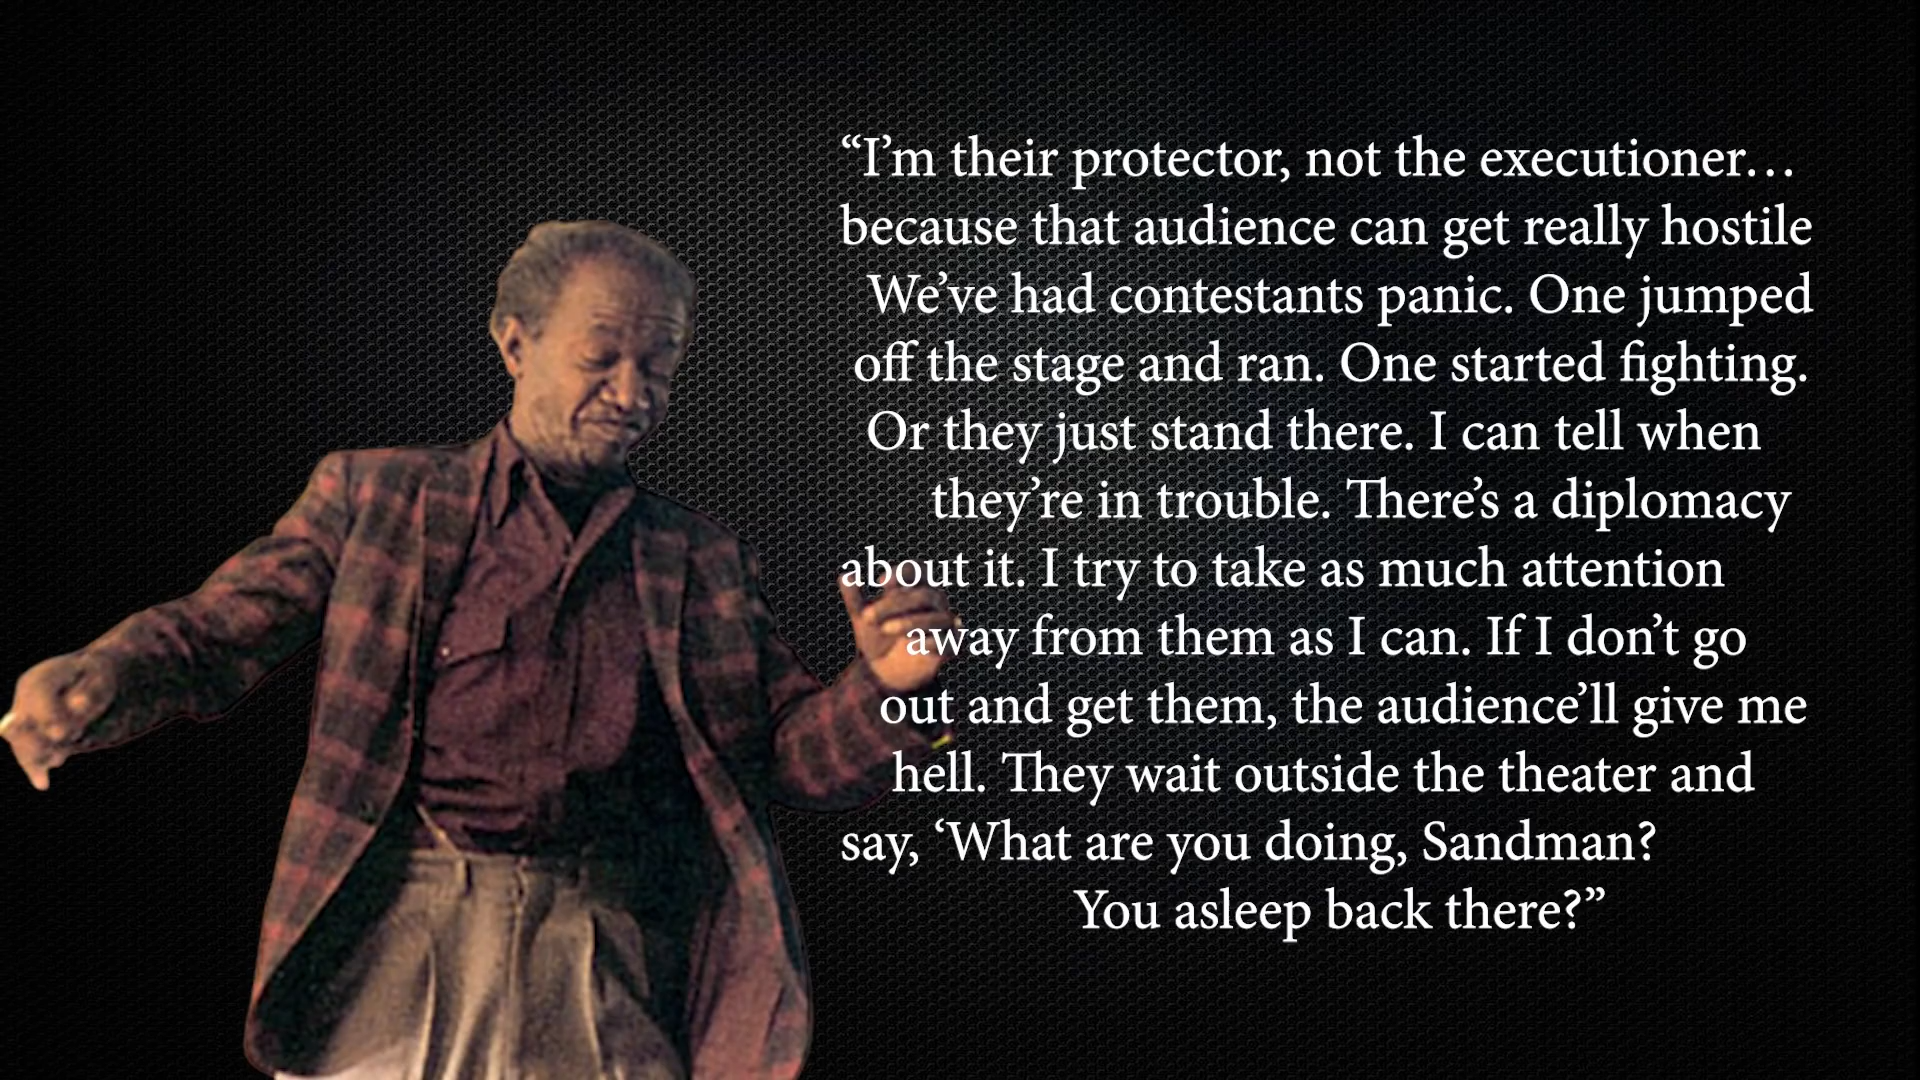 “I’m their protector, not the executioner…
because that audience can get really hostile
We’ve had contestants panic. One jumped
off the stage and ran. One started fighting.
Or they just stand there. I can tell when
they’re in trouble. There’s a diplomacy
about it. I try to take as much attention
away from them as I can. If I don’t go
out and get them, the audience’ll give me
hell. They wait outside the theater and
say, ‘What are you doing, Sandman?
You asleep back there?”